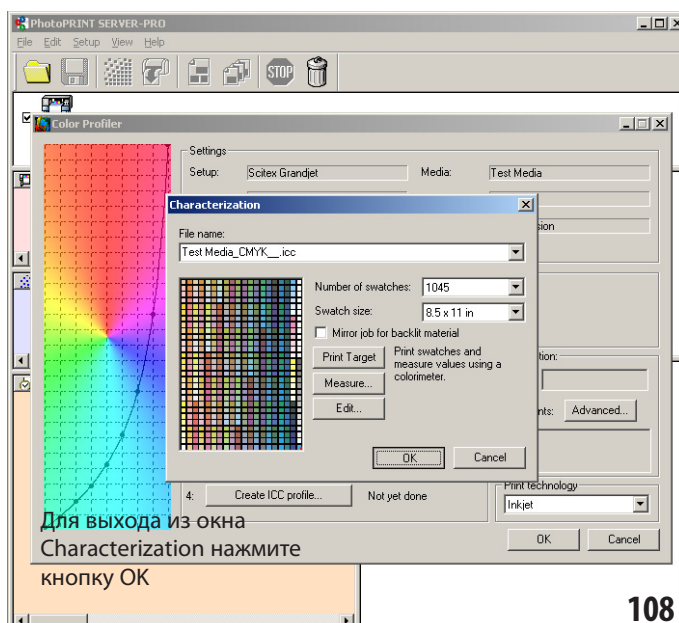 PhotoPRINT SERVER-PRO
File Edit Setup View Help
STOP
Color Profiler
Settings
Setup: Scitex Grandjet Media: Test Media
Characterization
File name:
Test Media_CMYK__.icc
Number of swatches: 1045
Swatch size: 8.5 x 11 in
Mirror job for backlit material
Print Target
Print swatches and
measure values using a
colorimeter.
Measure...
Edit...
OK Cancel
Advanced...
4: Create ICC profile... Not yet done
Print technology
Inkjet
OK Cancel
Для выхода из окна
Characterization нажмите
кнопку OK
108